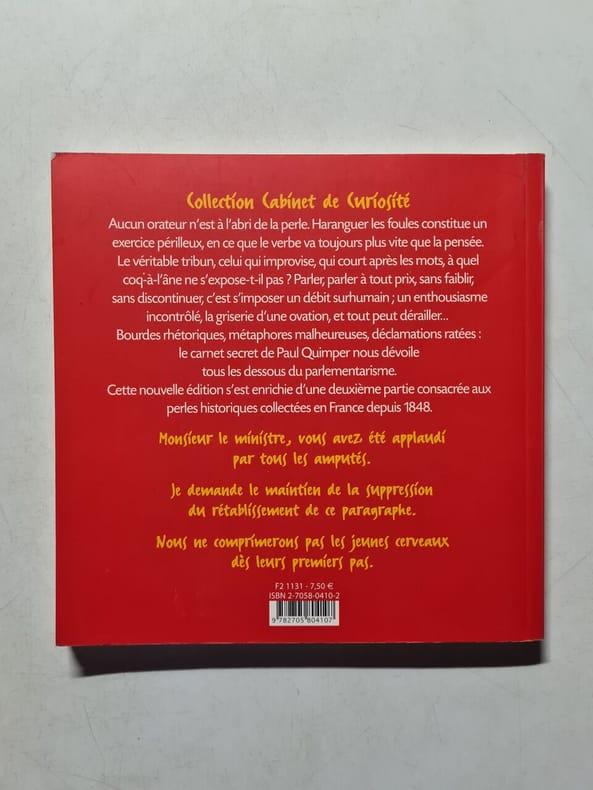 Collection Cabinet de Curiosité
Aucun orateur n'est à l'abri de la perle. Haranguer les foules constitue un
exercice périlleux, en ce que le verbe va toujours plus vite que la pensée.
Le véritable tribun, celui qui improvise, qui court après les mots, à quel
coq-à-l'âne ne s'expose-t-il pas ? Parler, parler à tout prix, sans faiblir,
sans discontinuer, c'est s'imposer un débit surhumain ; un enthousiasme
incontrôlé, la griserie d'une ovation, et tout peut dérailler...
Bourdes rhétoriques, métaphores malheureuses, déclarations ratées :
le carnet secret de Paul Quimper nous dévoile
tous les dessous du parlementarisme.
Cette nouvelle édition s'est enrichie d'une deuxième partie consacrée aux
perles historiques collectées en France depuis 1848.
Monsieur le ministre, vous avez été applaudi
par tous les amputés.
Je demande le maintien de la suppression
du rétablissement de ce paragraphe.
Nous ne comprimerons pas les jeunes cerveaux
dès leurs premiers pas.
F2 1131 - 7,50 €
ISBN 2-7058-0410-2
9 782705 804107